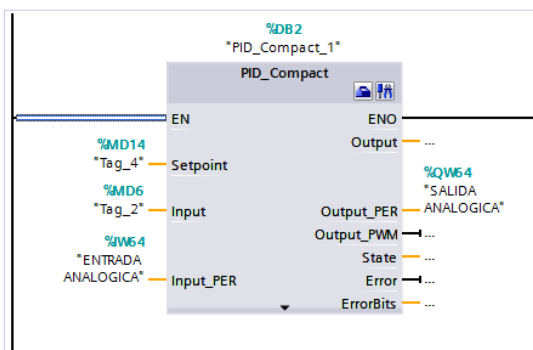 %DB2
"PID_Compact_1"
PID_Compact
EN
ENO
Output
...
%MD14
"Tag_4"
Setpoint
%MD6
"Tag_2"
Input
%QW64
"SALIDA
ANALOGICA"
Output_PER
Output_PWM
...
%IW64
"ENTRADA
ANALOGICA"
Input_PER
State
...
Error
...
ErrorBits
...